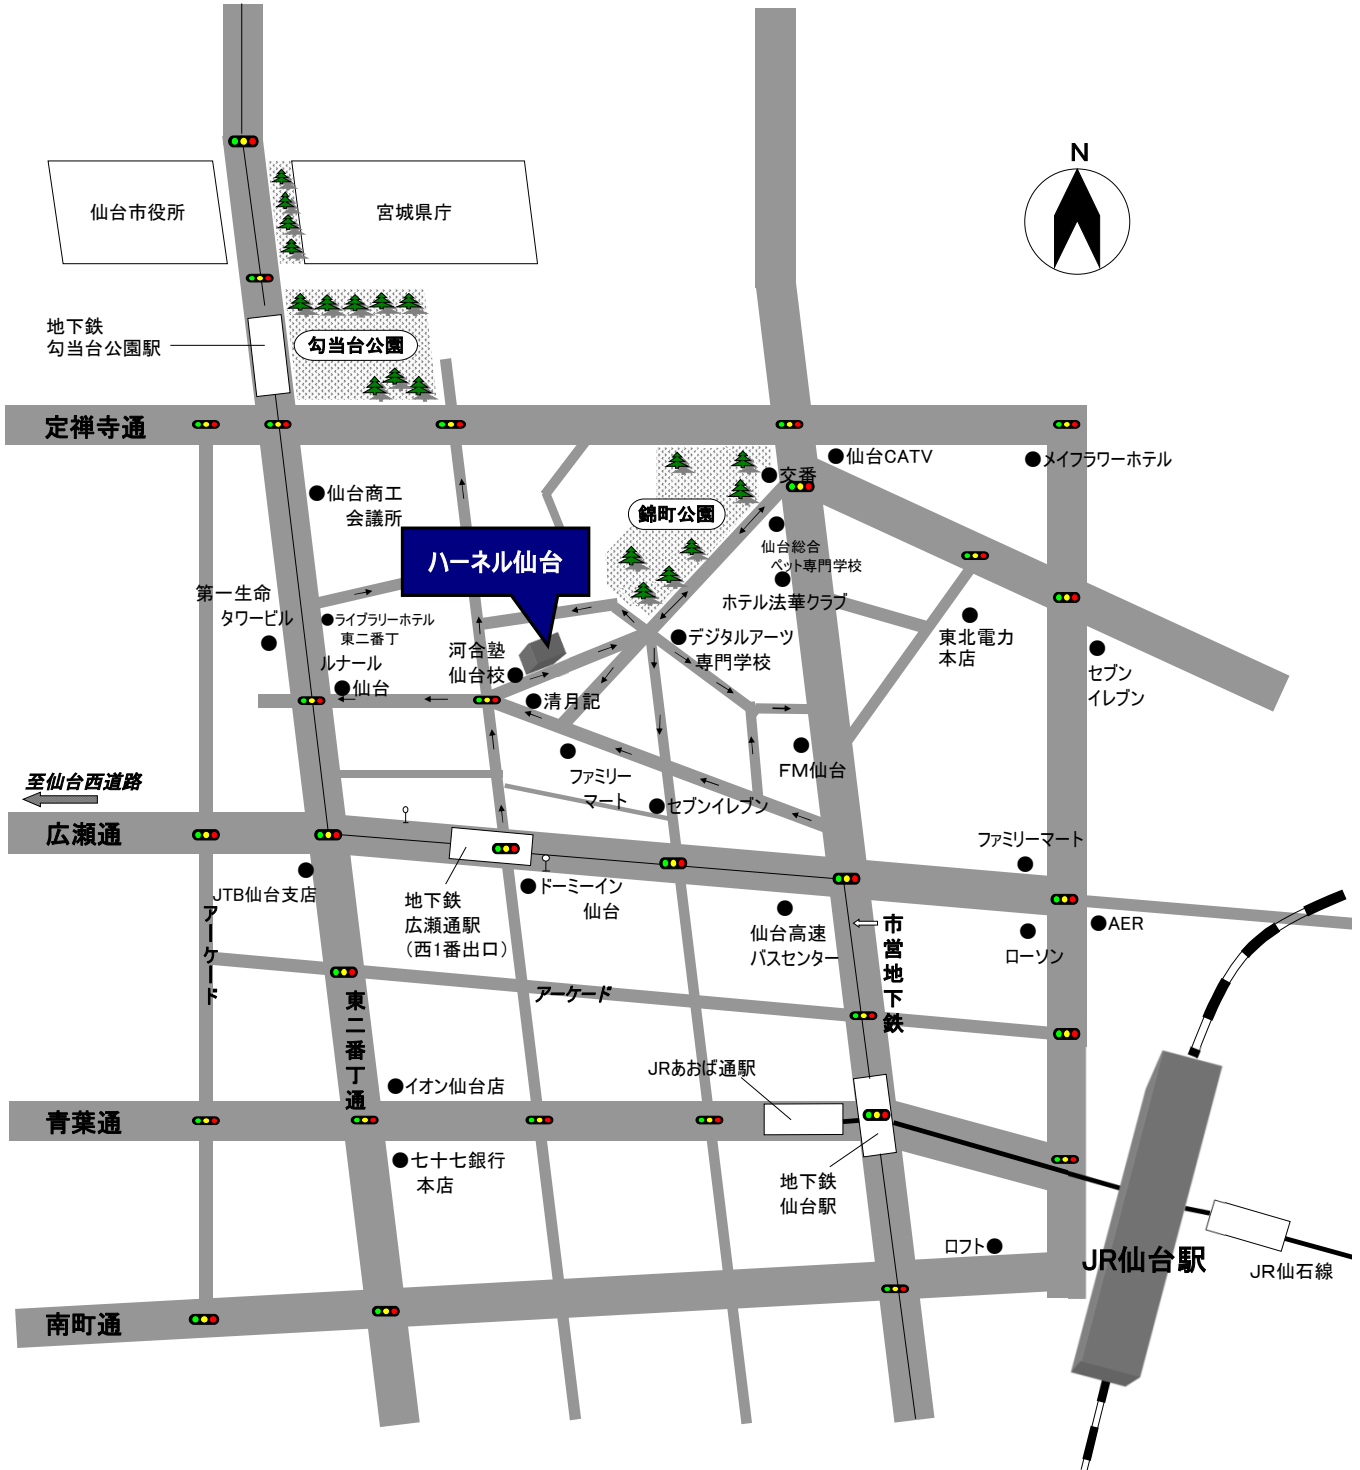 N
仙台市役所
宮城県庁
地下鉄
勾当台公園駅
勾当台公園
定禅寺通
仙台CATV
メイフラワーホテル
交番
仙台商工
会議所
錦町公園
仙台総合
ペット専門学校
ハーネル仙台
第一生命
タワービル
ホテル法華クラブ
ライブラリーホテル
東二番丁
東北電力
本店
デジタルアーツ
専門学校
河合塾
仙台校
ルナール
仙台
セブン
イレブン
清月記
FM仙台
ファミリー
マート
至仙台西道路
セブンイレブン
広瀬通
ファミリーマート
JTB仙台支店
ドーミーイン
仙台
地下鉄
広瀬通駅
(西1番出口)
アーケード
仙台高速
バスセンター
市営地下鉄
AER
ローソン
アーケード
東二番丁通
JRあおば通駅
イオン仙台店
青葉通
七十七銀行
本店
地下鉄
仙台駅
ロフト
JR仙台駅
JR仙石線
南町通